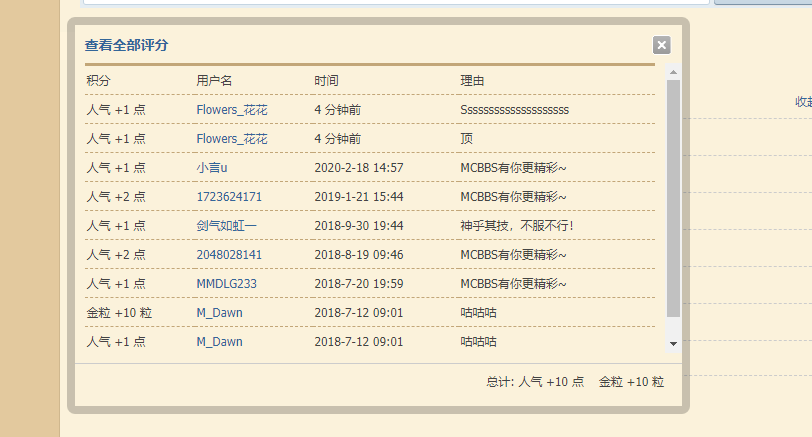 查看全部评分
收起
积分 用户名 时间 理由
人气 +1 点 Flowers_花花 4 分钟前 Ssssssssssssssssssss
人气 +1 点 Flowers_花花 4 分钟前 顶
人气 +1 点 小言u 2020-2-18 14:57 MCBBS有你更精彩~
人气 +2 点 1723624171 2019-1-21 15:44 MCBBS有你更精彩~
人气 +1 点 剑气如虹一 2018-9-30 19:44 神乎其技，不服不行！
人气 +2 点 2048028141 2018-8-19 09:46 MCBBS有你更精彩~
人气 +1 点 MMDLG233 2018-7-20 19:59 MCBBS有你更精彩~
金粒 +10 粒 M_Dawn 2018-7-12 09:01 咕咕咕
人气 +1 点 M_Dawn 2018-7-12 09:01 咕咕咕
总计: 人气 +10 点 金粒 +10 粒